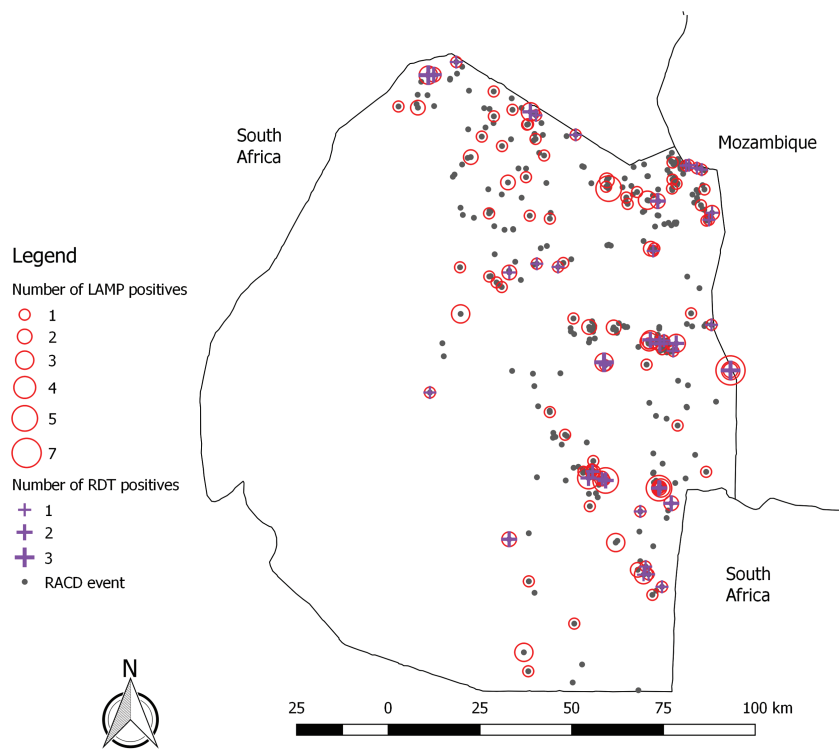 South
Africa
Mozambique
Legend
Number of LAMP positives
1
2
3
4
5
7
Number of RDT positives
1
2
3
RACD event
South
Africa
N
25 0 25 50 75 100 km